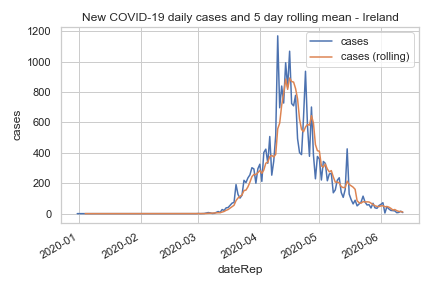 New COVID-19 daily cases and 5 day rolling mean - Ireland
cases
cases (rolling)
1200
1000
800
600
400
200
0
cases
2020-01
2020-02
2020-03
2020-04
2020-05
2020-06
dateRep